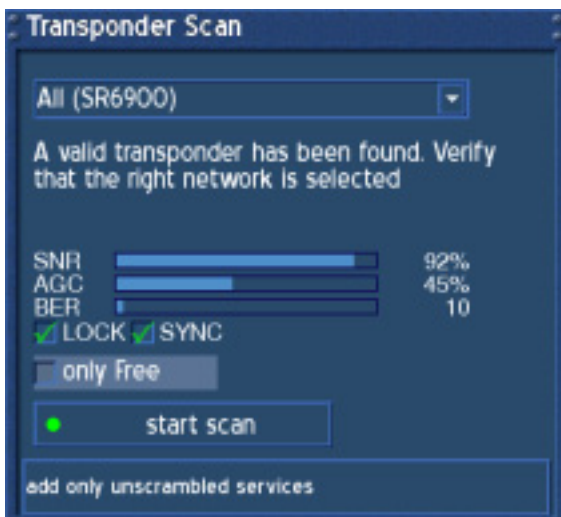 Transponder Scan
All (SR6900)
A valid transponder has been found. Verify
that the right network is selected
SNR 92%
AGC 45%
BER 10
LOCK SYNC
only Free
start scan
add only unscrambled services